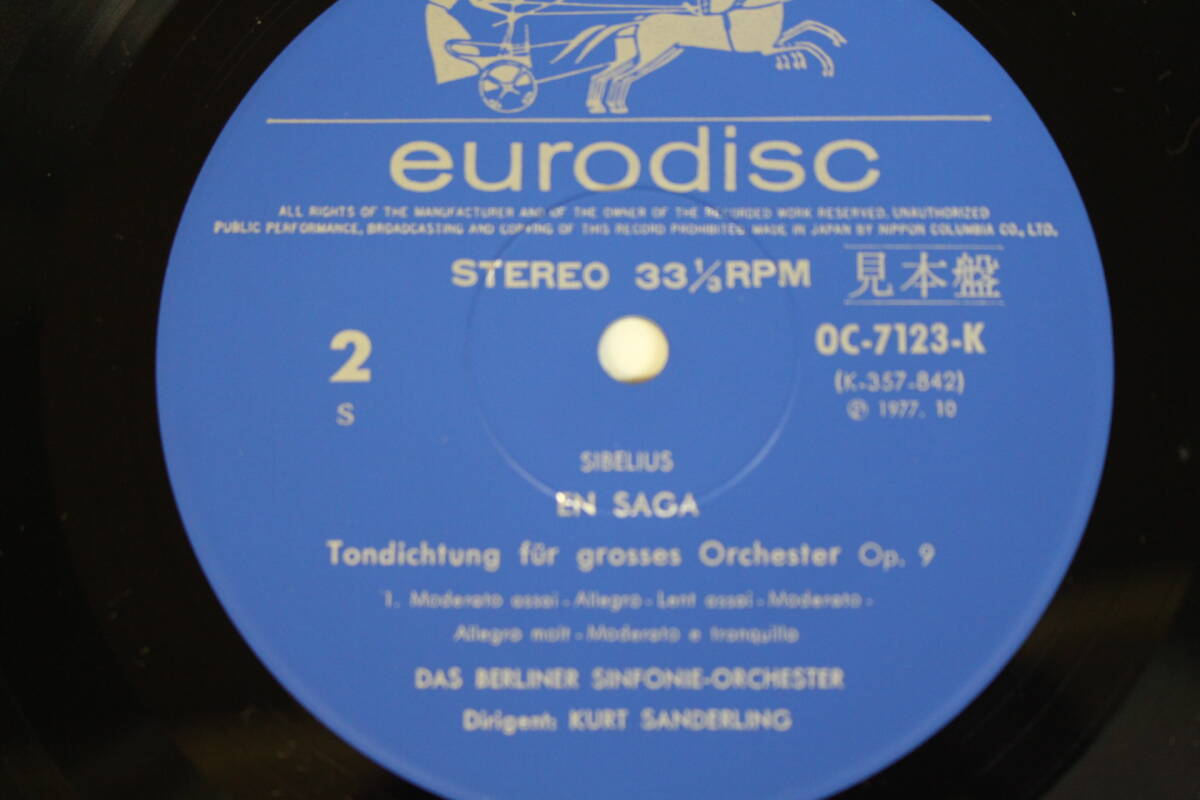 eurodisc
ALL RIGHTS OF THE MANUFACTURER AND OF THE OWNER OF THE RECORDED WORK RESERVED. UNAUTHORIZED
PUBLIC PERFORMANCE, BROADCASTING AND COPYING OF THIS RECORD PROHIBITED MADE IN JAPAN BY NIPPON COLUMBIA CO., LTD.
STEREO 33⅓RPM 見本盤
2 OC-7123-K
S (K-357-842)
Ⓟ 1977. 10
SIBELIUS
EN SAGA
Tondichtung für grosses Orchester Op. 9
1. Moderato assai - Allegro - Lent assai - Moderato -
Allegro molt - Moderato e tranquillo
DAS BERLINER SINFONIE-ORCHESTER
Dirigent: KURT SANDERLING